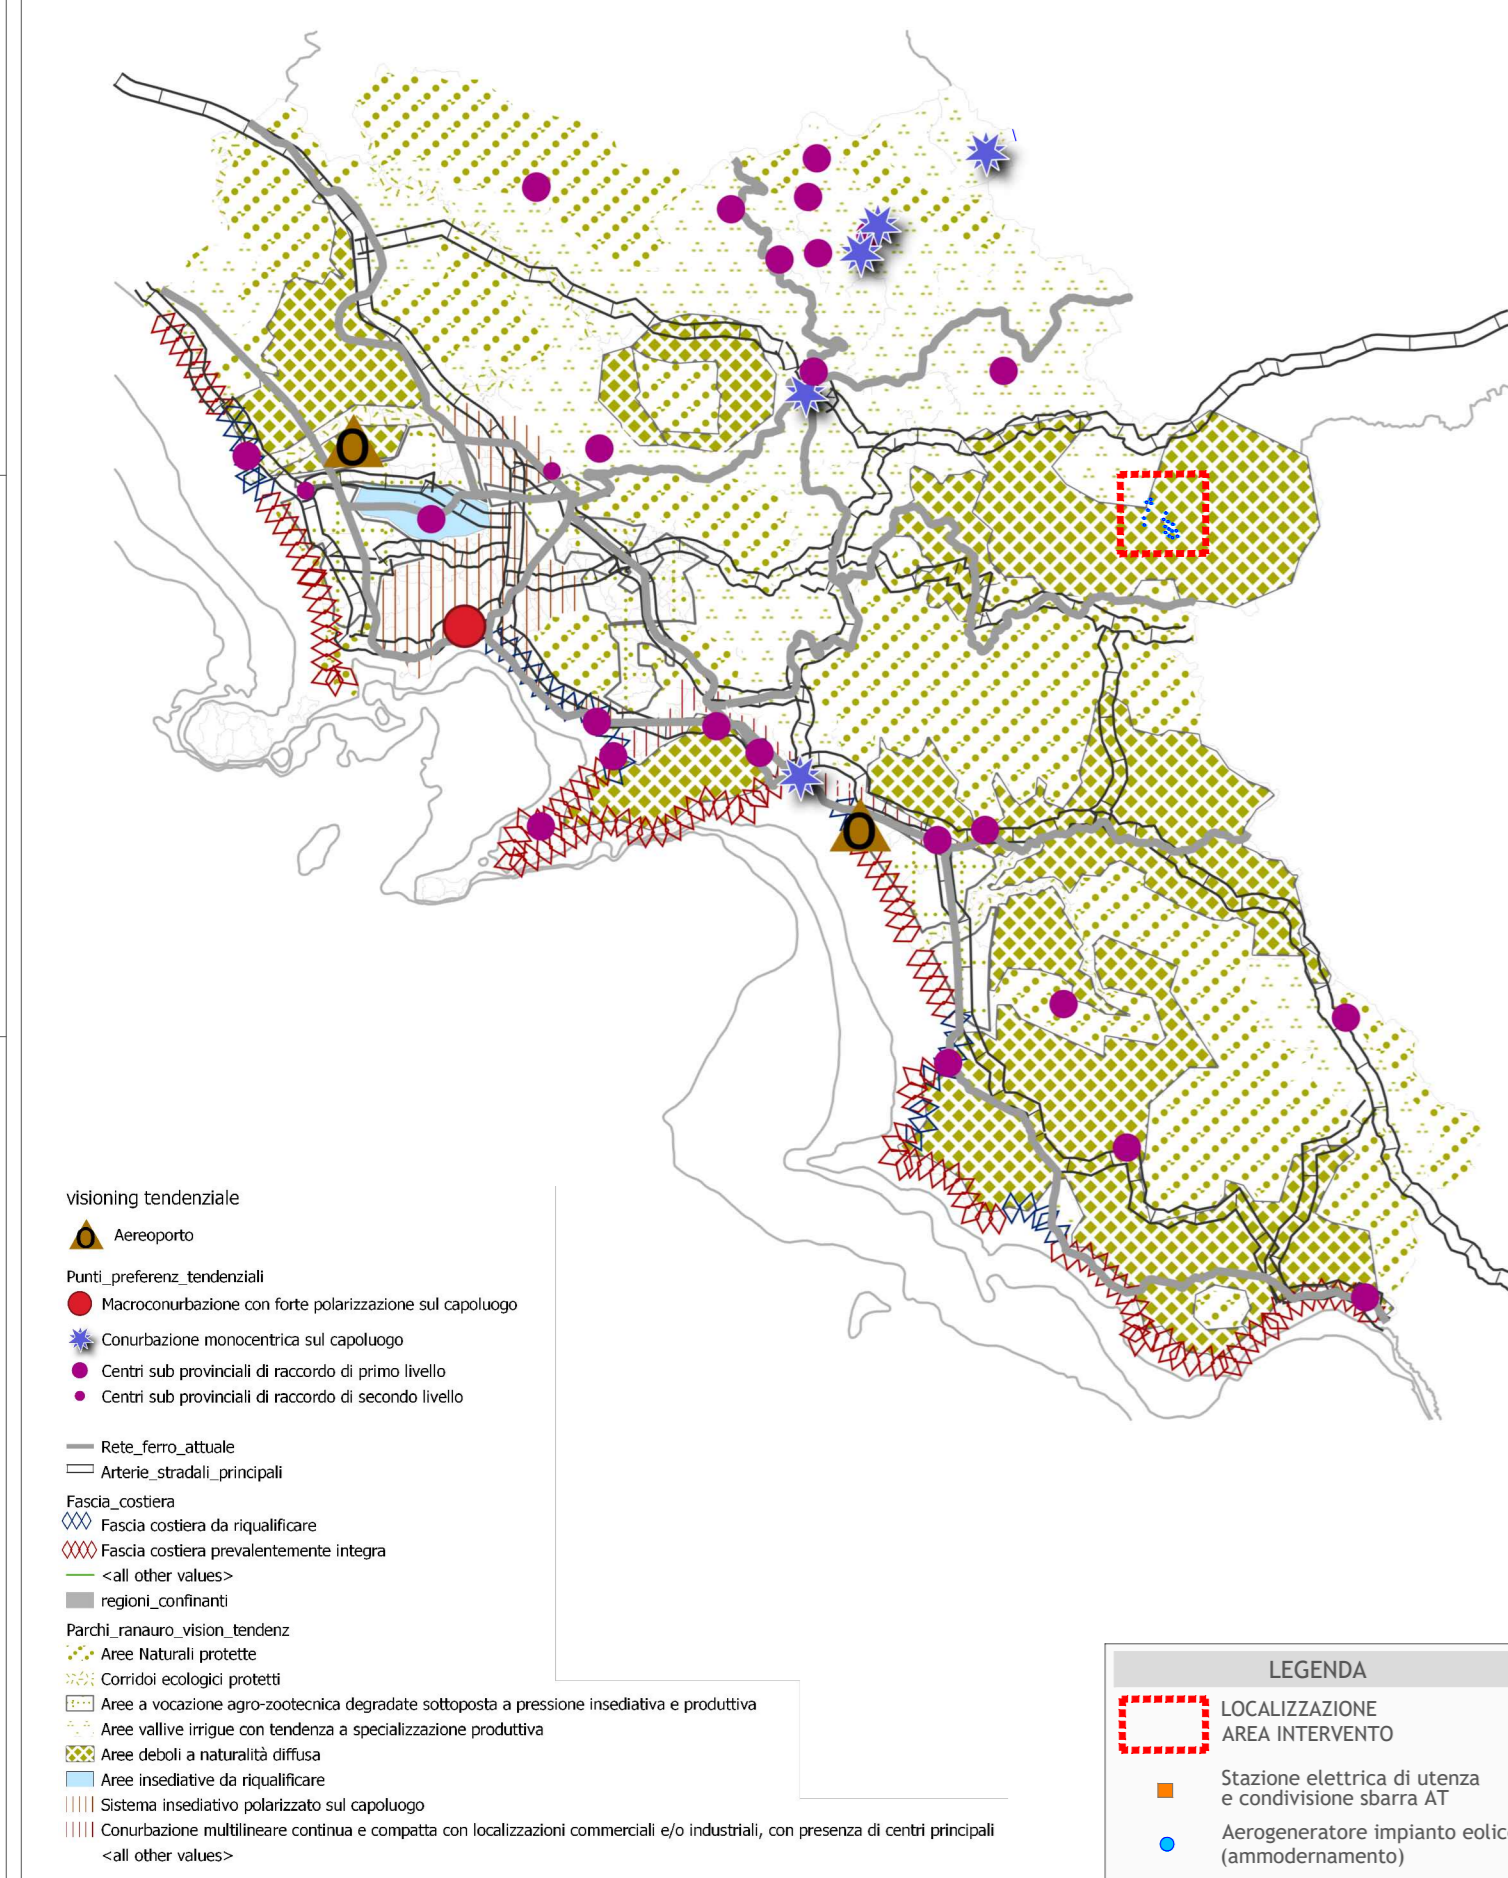 O
O
visioning tendenziale
O
Aereoporto
Punti_preferenz_tendenziali
Macroconurbazione con forte polarizzazione sul capoluogo
Conurbazione monocentrica sul capoluogo
Centri sub provinciali di raccordo di primo livello
Centri sub provinciali di raccordo di secondo livello
Rete_ferro_attuale
Arterie_stradali_principali
Fascia_costiera
Fascia costiera da riqualificare
Fascia costiera prevalentemente integra
<all other values>
regioni_confinanti
Parchi_ranauro_vision_tendenz
Aree Naturali protette
Corridoi ecologici protetti
Aree a vocazione agro-zootecnica degradate sottoposta a pressione insediativa e produttiva
Aree vallive irrigue con tendenza a specializzazione produttiva
Aree deboli a naturalità diffusa
Aree insediative da riqualificare
Sistema insediativo polarizzato sul capoluogo
Conurbazione multilineare continua e compatta con localizzazioni commerciali e/o industriali, con presenza di centri principali
<all other values>
LEGENDA
LOCALIZZAZIONE
AREA INTERVENTO
Stazione elettrica di utenza
e condivisione sbarra AT
Aerogeneratore impianto eolic
(ammodernamento)